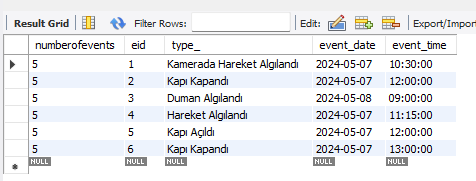 Result Grid Filter Rows: Edit: Export/Import
numberofevents eid type_ event_date event_time
5 1 Kamerada Hareket Algılandı 2024-05-07 10:30:00
5 2 Kapı Kapandı 2024-05-07 12:00:00
5 3 Duman Algılandı 2024-05-08 09:00:00
5 4 Hareket Algılandı 2024-05-07 11:15:00
5 5 Kapı Açıldı 2024-05-07 12:00:00
5 6 Kapı Kapandı 2024-05-07 13:00:00
NULL NULL NULL NULL NULL